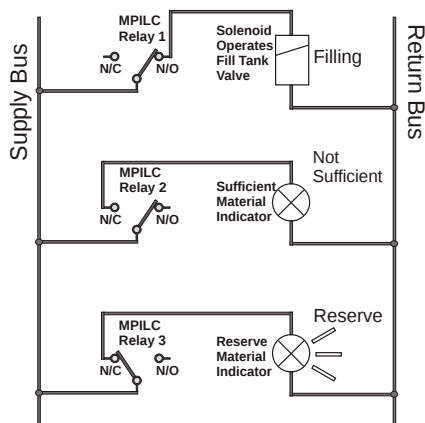 Supply Bus
Return Bus
MPILC
Relay 1
N/C
N/O
Solenoid
Operates
Fill Tank
Valve
Filling
MPILC
Relay 2
N/C
N/O
Sufficient
Material
Indicator
Not
Sufficient
MPILC
Relay 3
N/C
N/O
Reserve
Material
Indicator
Reserve